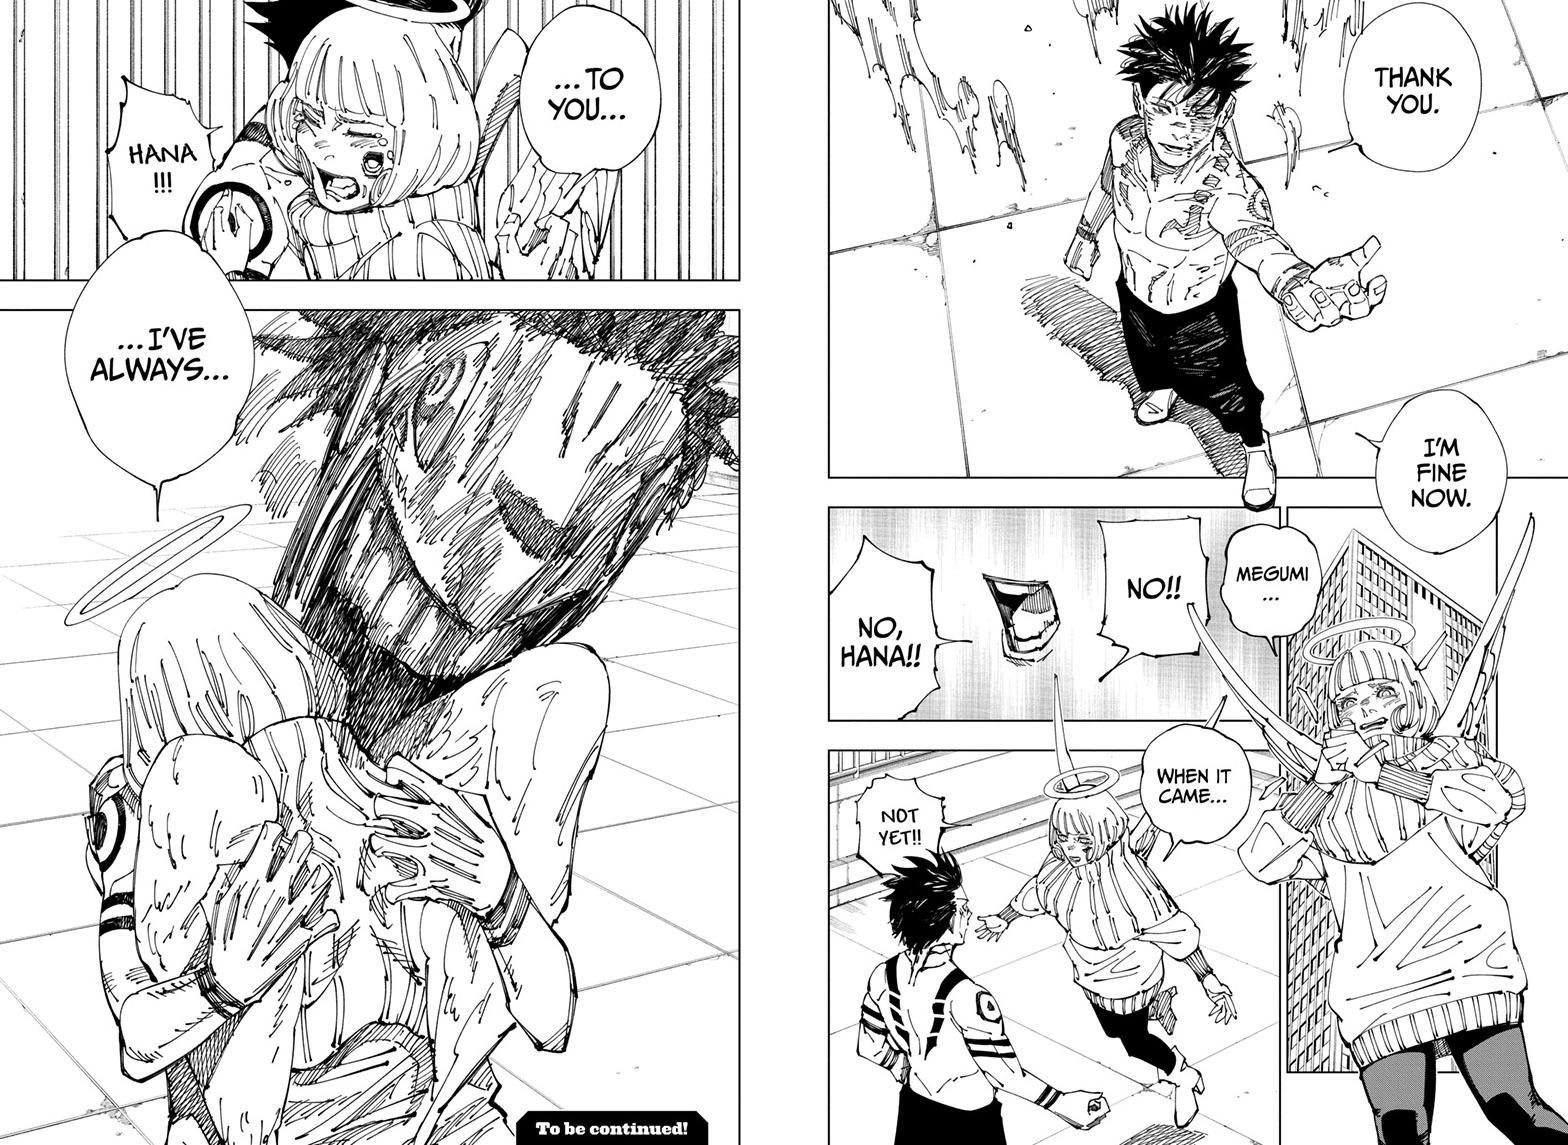 THANK
YOU.
I'M
FINE
NOW.
MEGUMI
...
NO!!
NO,
HANA!!
WHEN IT
CAME...
NOT
YET!!
...TO
YOU...
HANA
!!!
...I'VE
ALWAYS...
To be continued!